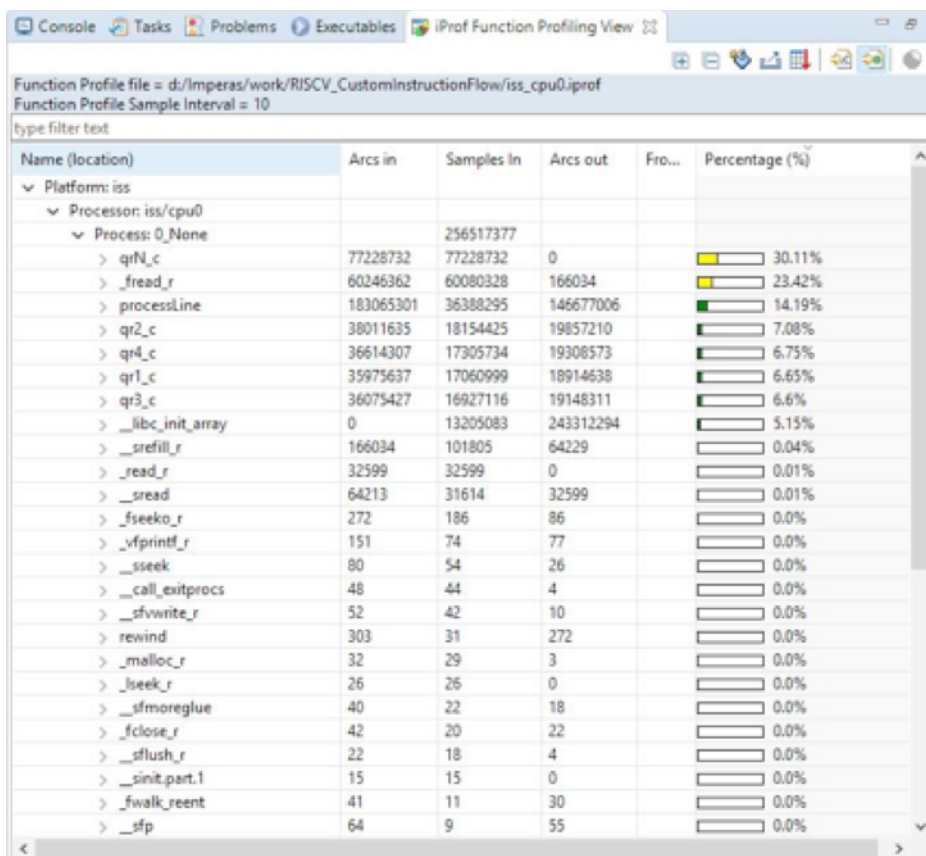 Console Tasks Problems Executables iProf Function Profiling View
Function Profile file = d:/Imperas/work/RISCV_CustomInstructionFlow/iss_cpu0.iprof
Function Profile Sample Interval = 10
type filter text
Name (location) Arcs in Samples In Arcs out Fro... Percentage (%)
Platform: iss
Processor: iss/cpu0
Process: 0_None 256517377
qrN_c 77228732 77228732 0 30.11%
_fread_r 60246362 60080328 166034 23.42%
processLine 183065301 36388295 146677006 14.19%
qr2_c 38011635 18154425 19857210 7.08%
qr4_c 36614307 17305734 19308573 6.75%
qr1_c 35975637 17060999 18914638 6.65%
qr3_c 36075427 16927116 19148311 6.6%
__libc_init_array 0 13205083 243312294 5.15%
__srefill_r 166034 101805 64229 0.04%
_read_r 32599 32599 0 0.01%
__sread 64213 31614 32599 0.01%
_fseeko_r 272 186 86 0.0%
_vfprintf_r 151 74 77 0.0%
__sseek 80 54 26 0.0%
__call_exitprocs 48 44 4 0.0%
__sfvwrite_r 52 42 10 0.0%
rewind 303 31 272 0.0%
_malloc_r 32 29 3 0.0%
_lseek_r 26 26 0 0.0%
__sfmoreglue 40 22 18 0.0%
_fclose_r 42 20 22 0.0%
__sflush_r 22 18 4 0.0%
__sinit.part.1 15 15 0 0.0%
_fwalk_reent 41 11 30 0.0%
__sfp 64 9 55 0.0%